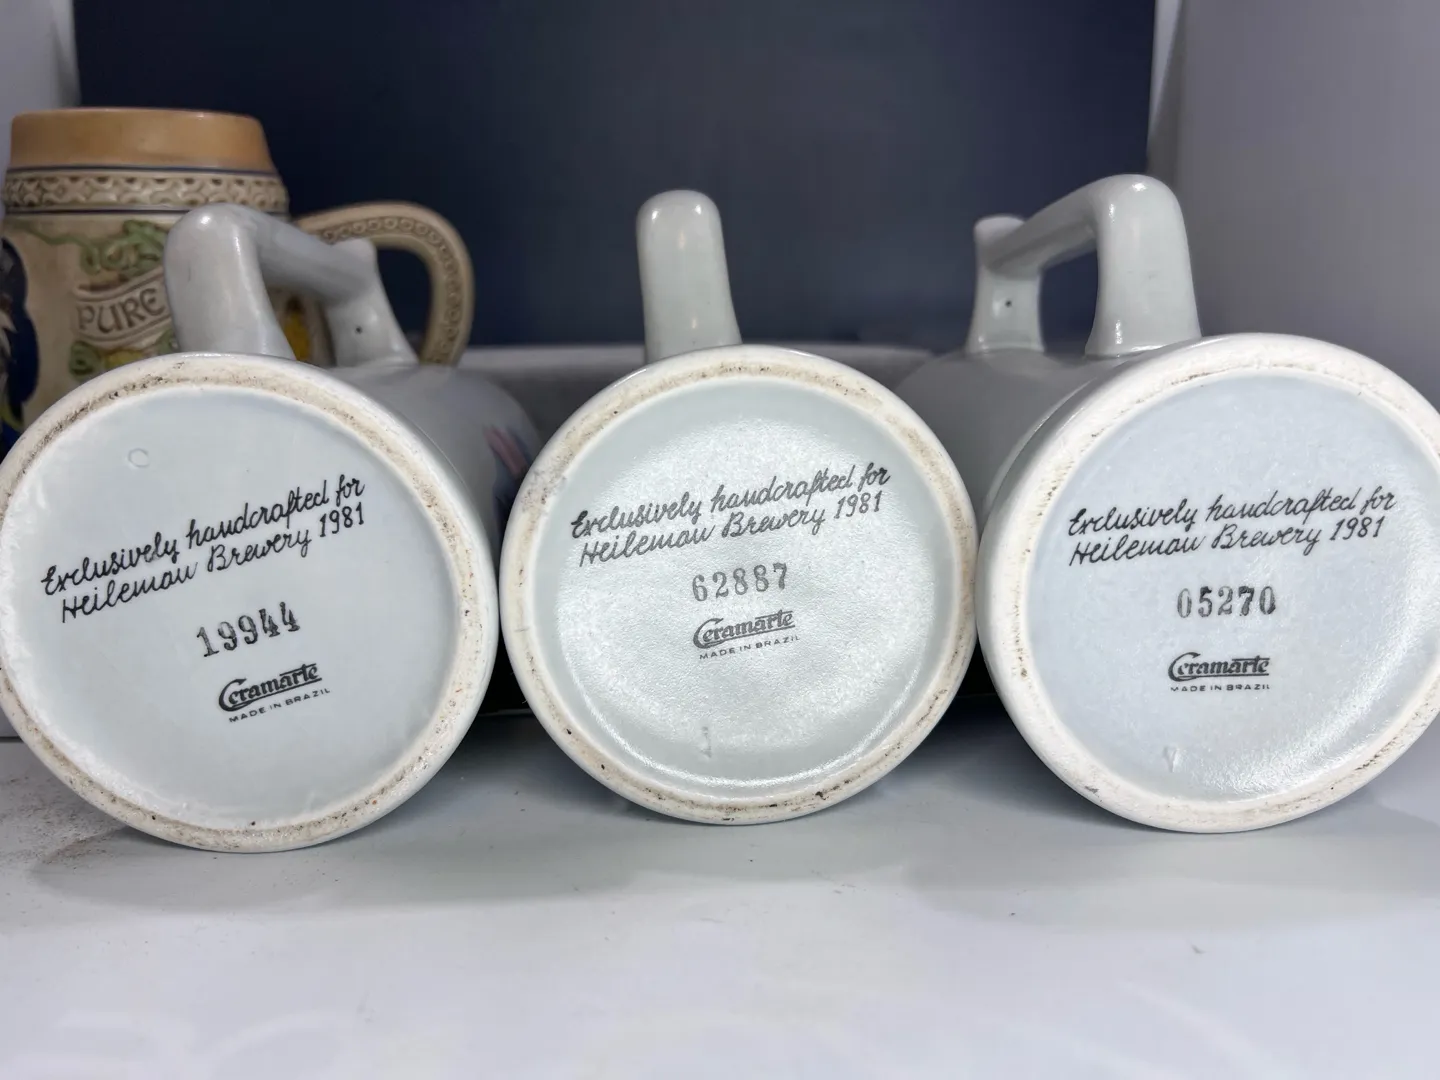 PURE
Exclusively handcrafted for
Heileman Brewery 1981
19944
Ceramarte
MADE IN BRAZIL
Exclusively handcrafted for
Heileman Brewery 1981
62887
Ceramarte
MADE IN BRAZIL
Exclusively handcrafted for
Heileman Brewery 1981
05270
Ceramarte
MADE IN BRAZIL